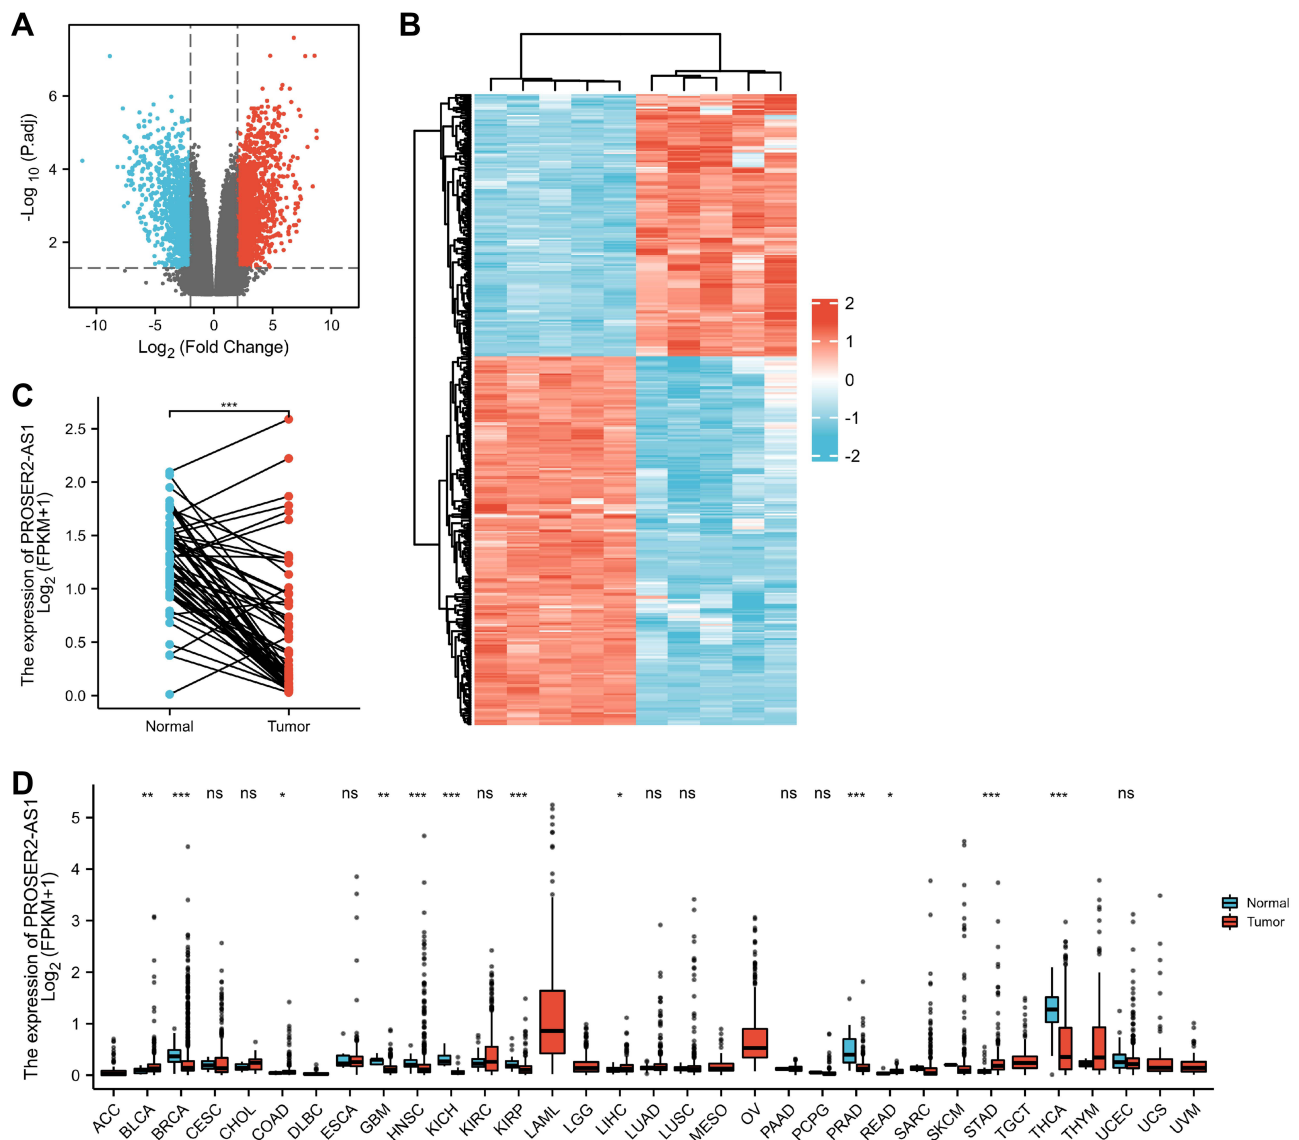 A
6
4
2
-Log 10 (P.adj)
-10 -5 0 5 10
Log2 (Fold Change)
B
2
1
0
-1
-2
C
***
2.5
2.0
1.5
1.0
0.5
0.0
The expression of PROSER2-AS1
Log2 (FPKM+1)
Normal Tumor
D
** *** ns ns * ns ** *** *** ns *** * ns ns ns ns *** * *** *** ns
5
4
3
2
1
0
The expression of PROSER2-AS1
Log2 (FPKM+1)
Normal
Tumor
ACC BLCA BRCA CESC CHOL COAD DLBC ESCA GBM HNSC KICH KIRC KIRP LAML LGG LIHC LUAD LUSC MESO OV PAAD PCPG PRAD READ SARC SKCM STAD TGCT THCA THYM UCEC UCS UVM